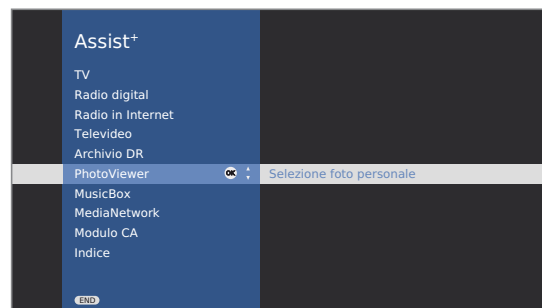 Assist+
TV
Radio digital
Radio in Internet
Televideo
Archivio DR
PhotoViewer OK Selezione foto personale
MusicBox
MediaNetwork
Modulo CA
Indice
END